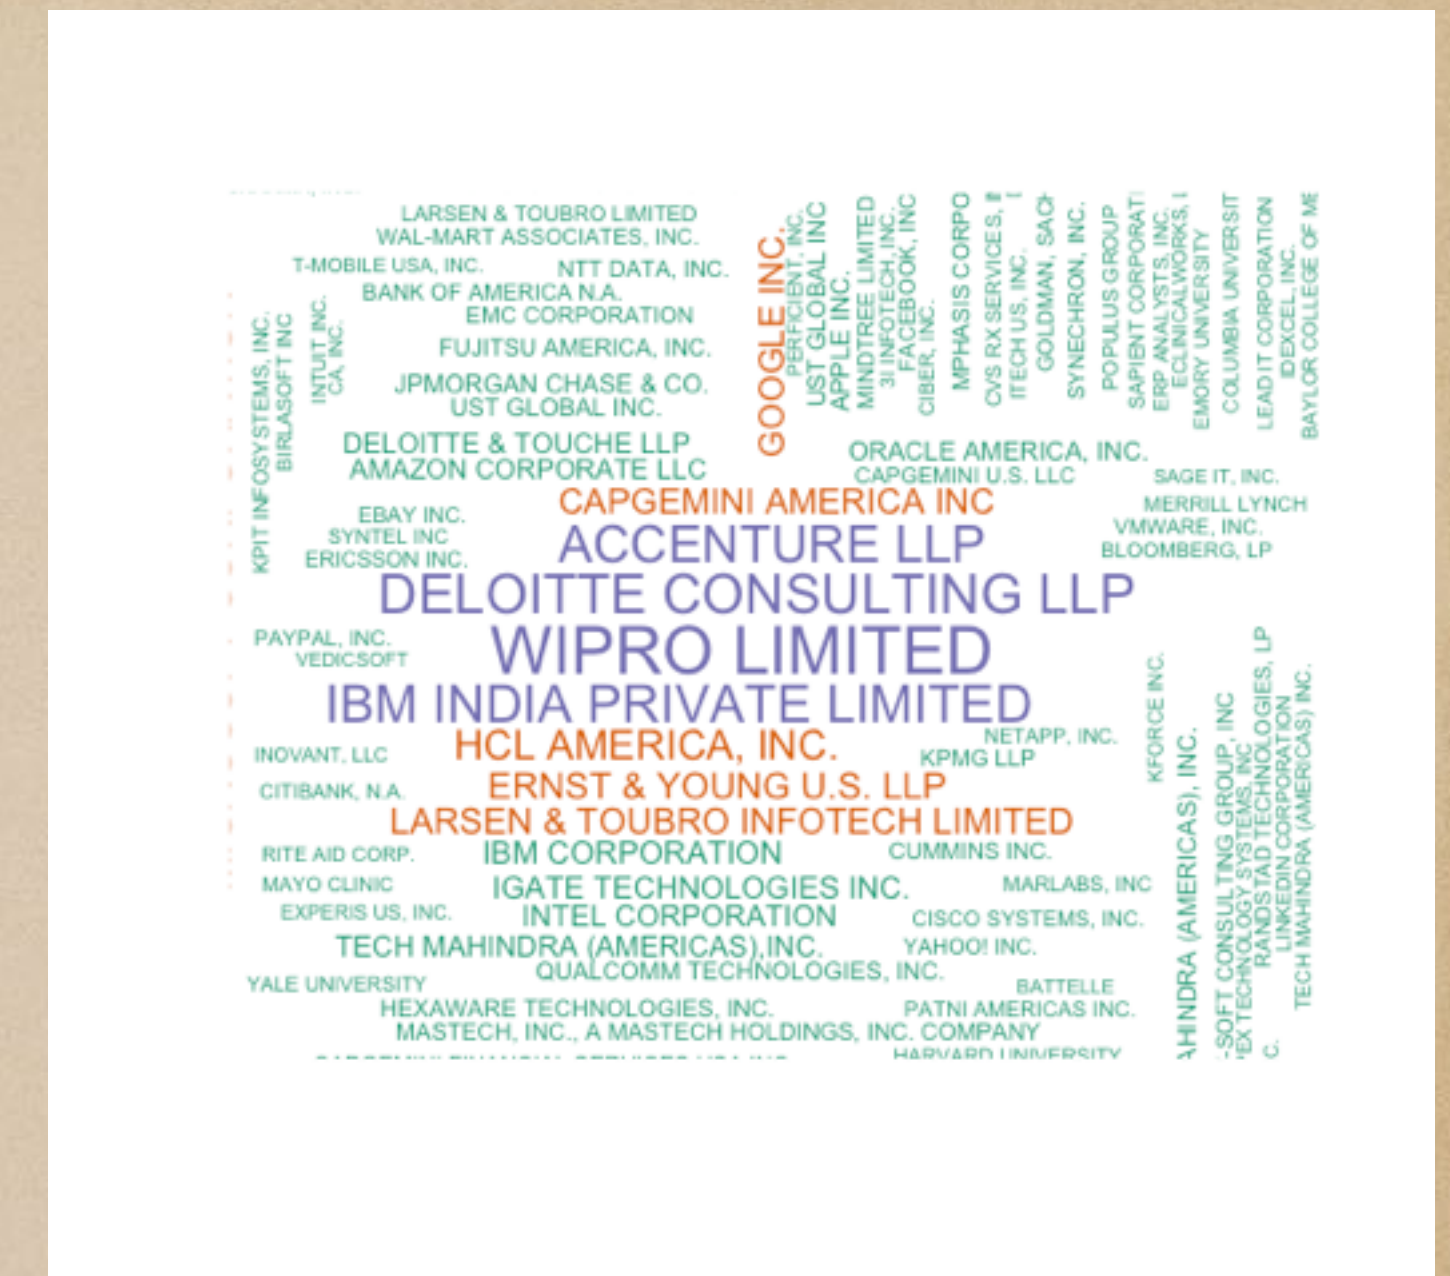 LARSEN & TOUBRO LIMITED
WAL-MART ASSOCIATES, INC.
T-MOBILE USA, INC.
NTT DATA, INC.
BANK OF AMERICA N.A.
EMC CORPORATION
FUJITSU AMERICA, INC.
JPMORGAN CHASE & CO.
UST GLOBAL INC.
DELOITTE & TOUCHE LLP
AMAZON CORPORATE LLC
KPIT INFOSYSTEMS, INC.
BIRLASOFT INC
INTUIT INC.
CA, INC.
GOOGLE INC.
PERFICIENT, INC.
UST GLOBAL INC
APPLE INC.
MINDTREE LIMITED
3I INFOTECH, INC.
FACEBOOK, INC
CIBER, INC.
MPHASIS CORPO
CVS RX SERVICES,
ITECH US, INC.
GOLDMAN, SACH
SYNECHRON, INC.
POPULUS GROUP
SAPIENT CORPORATI
ERP ANALYSTS, INC.
ECLINICALWORKS,
EMORY UNIVERSITY
COLUMBIA UNIVERSIT
LEAD IT CORPORATION
IDEXCEL, INC.
BAYLOR COLLEGE OF ME
ORACLE AMERICA, INC.
CAPGEMINI U.S. LLC
SAGE IT, INC.
CAPGEMINI AMERICA INC
MERRILL LYNCH
EBAY INC.
VMWARE, INC.
SYNTEL INC
ACCENTURE LLP
BLOOMBERG, LP
ERICSSON INC.
DELOITTE CONSULTING LLP
PAYPAL, INC.
WIPRO LIMITED
VEDICSOFT
IBM INDIA PRIVATE LIMITED
NETAPP, INC.
HCL AMERICA, INC.
INOVANT, LLC
KPMG LLP
ERNST & YOUNG U.S. LLP
CITIBANK, N.A.
LARSEN & TOUBRO INFOTECH LIMITED
RITE AID CORP.
IBM CORPORATION
CUMMINS INC.
MAYO CLINIC
IGATE TECHNOLOGIES INC.
MARLABS, INC
EXPERIS US, INC.
INTEL CORPORATION
CISCO SYSTEMS, INC.
TECH MAHINDRA (AMERICAS),INC.
YAHOO! INC.
QUALCOMM TECHNOLOGIES, INC.
YALE UNIVERSITY
BATTELLE
HEXAWARE TECHNOLOGIES, INC.
PATNI AMERICAS INC.
MASTECH, INC., A MASTECH HOLDINGS, INC. COMPANY
HARVARD UNIVERSITY
KFORCE INC.
AHINDRA (AMERICAS), INC.
-SOFT CONSULTING GROUP, INC
EX TECHNOLOGY SYSTEMS, INC
RANDSTAD TECHNOLOGIES, LP
LINKEDIN CORPORATION
TECH MAHINDRA (AMERICAS) INC.
C.